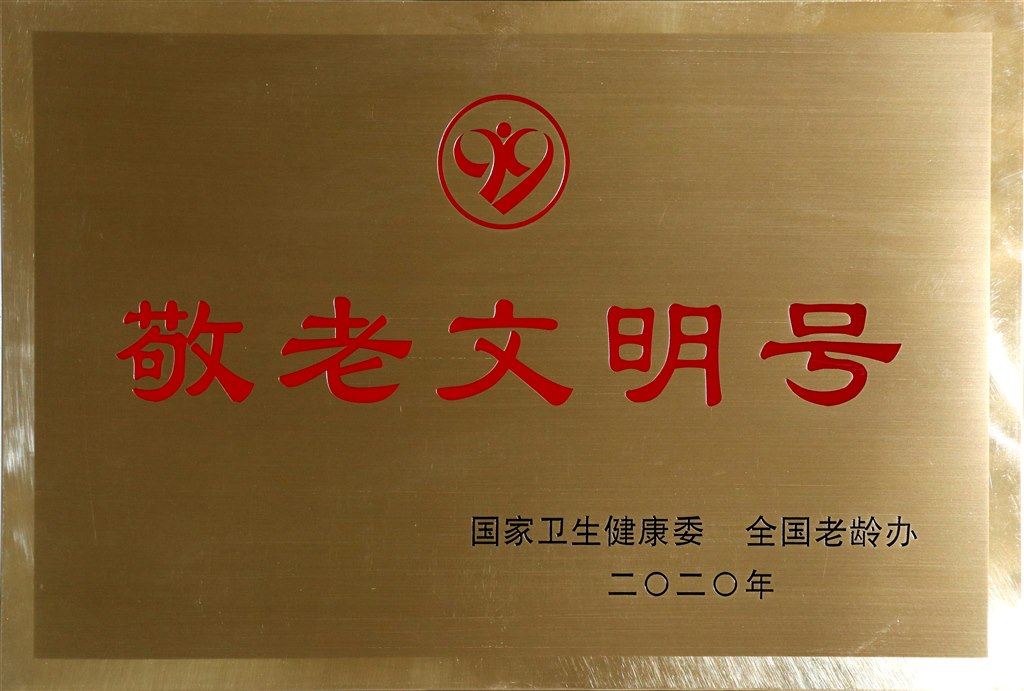 敬老文明号
国家卫生健康委 全国老龄办
二〇二〇年